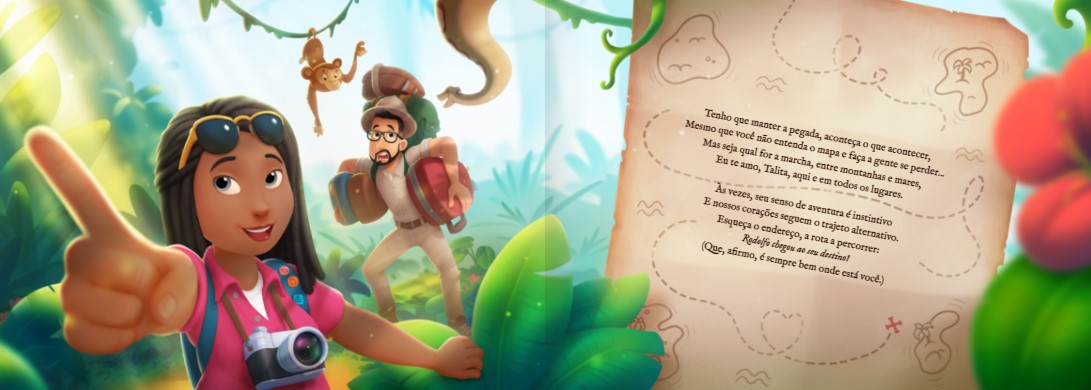 Tenho que manter a pegada, aconteça o que acontecer,
Mesmo que você não entenda o mapa e faça a gente se perder...
Mas seja qual for a marcha, entre montanhas e mares,
Eu te amo, Talita, aqui e em todos os lugares.
Às vezes, seu senso de aventura é instintivo
E nossos corações seguem o trajeto alternativo.
Esqueça o endereço, a rota a percorrer:
Rodolfo chegou ao seu destino!
(Que, afirmo, é sempre bem onde está você.)